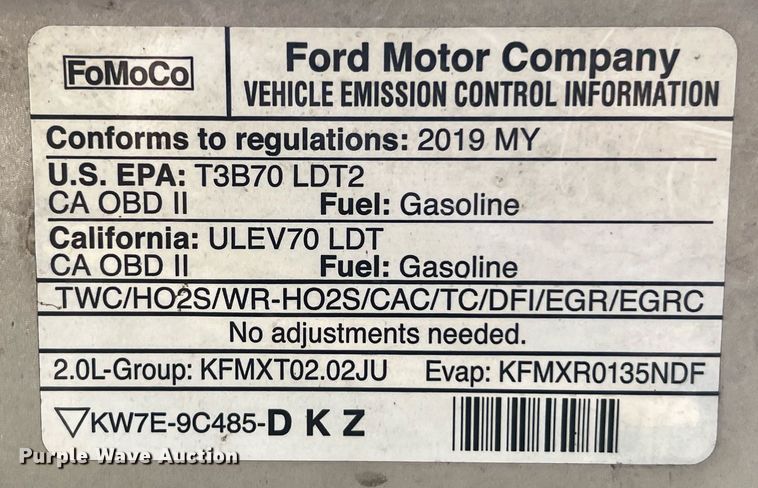 FoMoCo
Ford Motor Company
VEHICLE EMISSION CONTROL INFORMATION
Conforms to regulations: 2019 MY
U.S. EPA: T3B70 LDT2
CA OBD II Fuel: Gasoline
California: ULEV70 LDT
CA OBD II Fuel: Gasoline
TWC/HO2S/WR-HO2S/CAC/TC/DFI/EGR/EGRC
No adjustments needed.
2.0L-Group: KFMXT02.02JU Evap: KFMXR0135NDF
KW7E-9C485-D K Z
Purple Wave Auction